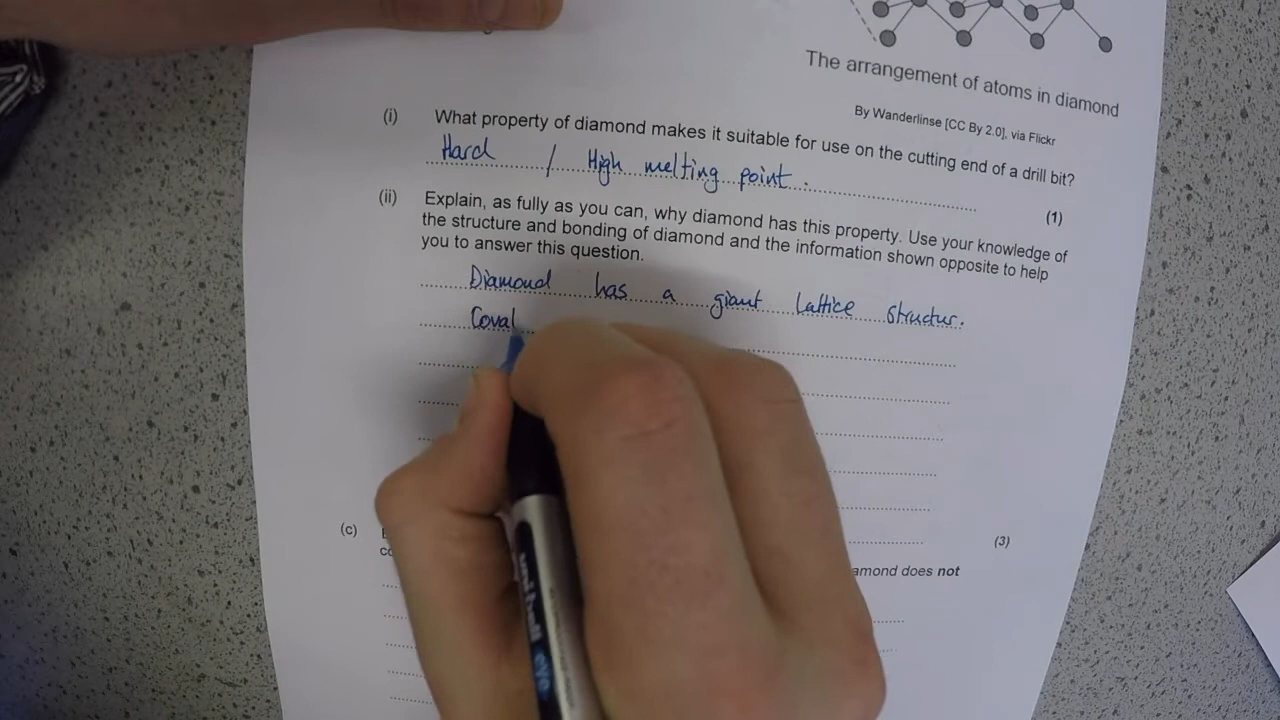 The arrangement of atoms in diamond
By Wanderlinse [CC By 2.0], via Flickr
(i) What property of diamond makes it suitable for use on the cutting end of a drill bit?
Hard / High melting point.
(1)
(ii) Explain, as fully as you can, why diamond has this property. Use your knowledge of
the structure and bonding of diamond and the information shown opposite to help
you to answer this question.
Diamond has a giant lattice structur.
Coval
(3)
(c)
amond does not
uni-ball eye